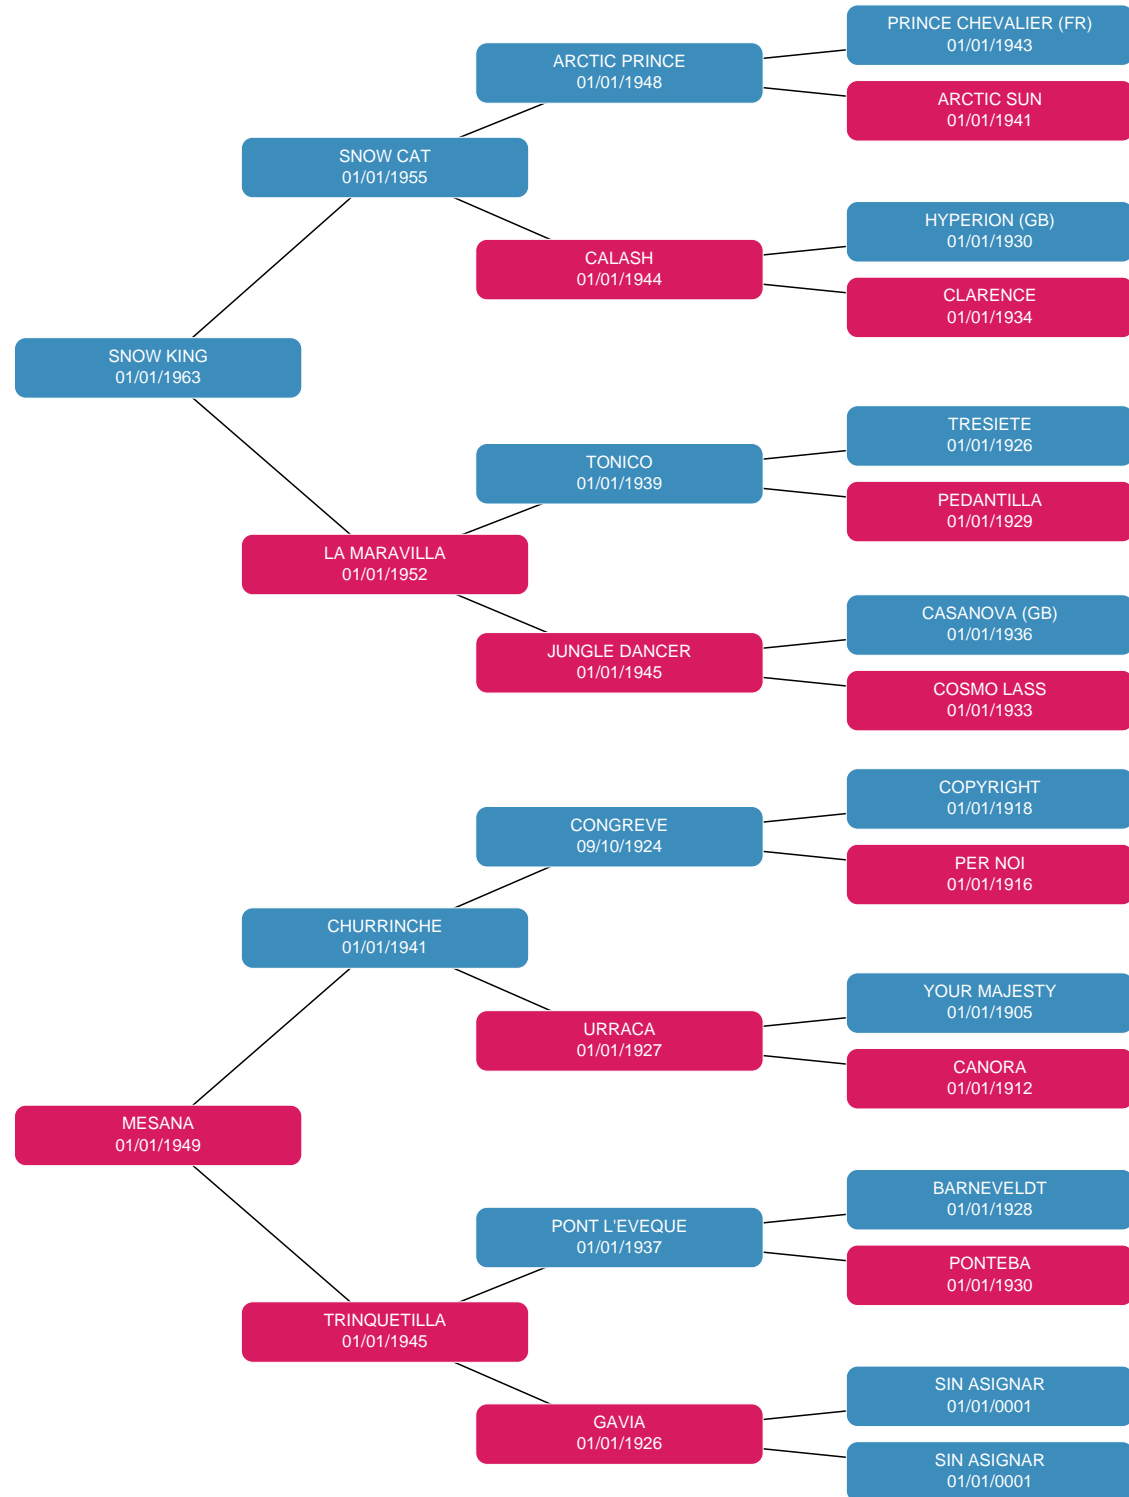 PRINCE CHEVALIER (FR)
01/01/1943
ARCTIC PRINCE
01/01/1948
ARCTIC SUN
01/01/1941
SNOW CAT
01/01/1955
HYPERION (GB)
01/01/1930
CALASH
01/01/1944
CLARENCE
01/01/1934
SNOW KING
01/01/1963
TRESIETE
01/01/1926
TONICO
01/01/1939
PEDANTILLA
01/01/1929
LA MARAVILLA
01/01/1952
CASANOVA (GB)
01/01/1936
JUNGLE DANCER
01/01/1945
COSMO LASS
01/01/1933
COPYRIGHT
01/01/1918
CONGREVE
09/10/1924
PER NOI
01/01/1916
CHURRINCHE
01/01/1941
YOUR MAJESTY
01/01/1905
URRACA
01/01/1927
CANORA
01/01/1912
MESANA
01/01/1949
BARNEVELDT
01/01/1928
PONT L'EVEQUE
01/01/1937
PONTEBA
01/01/1930
TRINQUETILLA
01/01/1945
SIN ASIGNAR
01/01/0001
GAVIA
01/01/1926
SIN ASIGNAR
01/01/0001